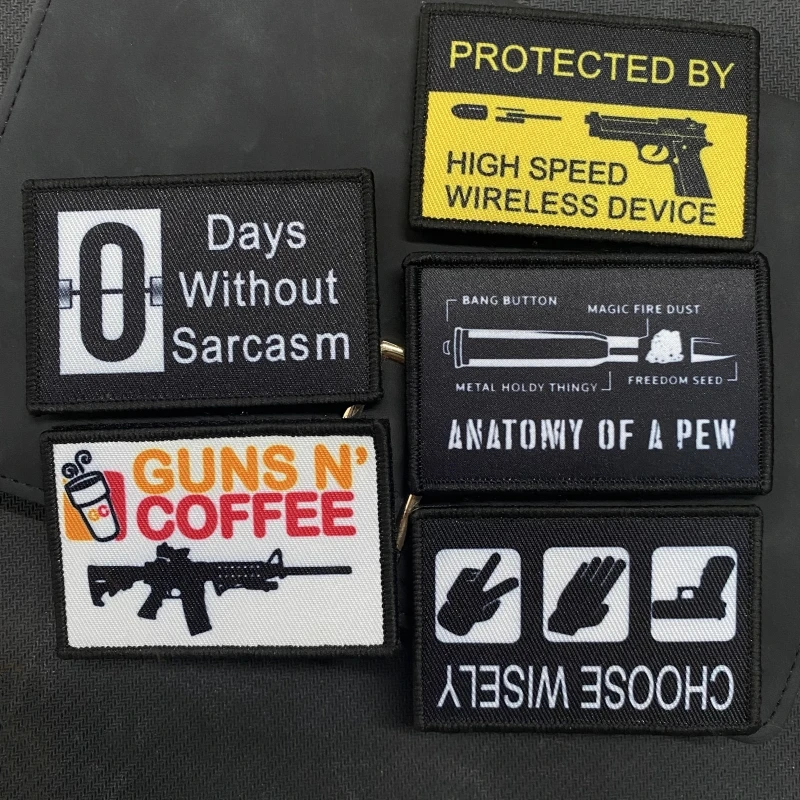 PROTECTED BY
HIGH SPEED
WIRELESS DEVICE
0
Days
Without
Sarcasm
BANG BUTTON
MAGIC FIRE DUST
METAL HOLDY THINGY
FREEDOM SEED
ANATOMY OF A PEW
GUNS N'
COFFEE
GC
CHOOSE WISELY